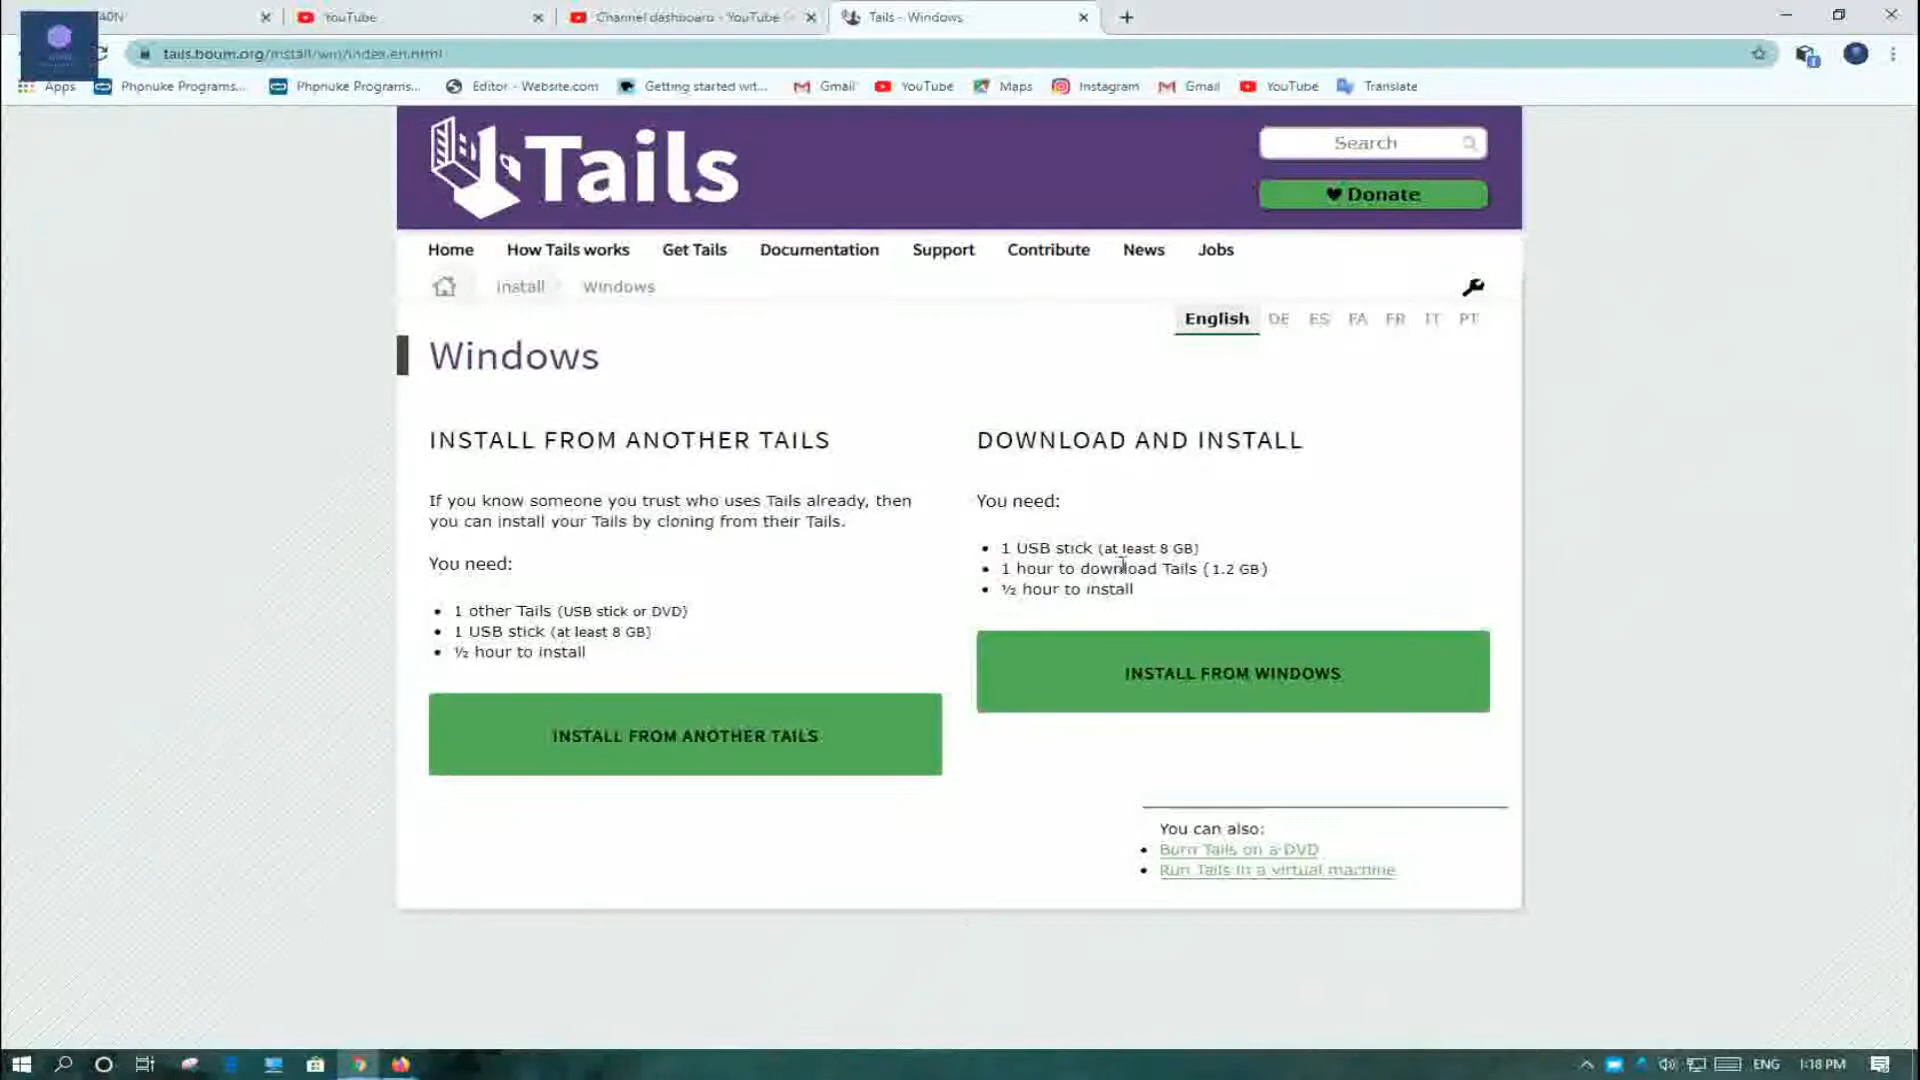 40N
YouTube
Channel dashboard - YouTube
Tails - Windows
tails.boum.org/install/win/index.en.html
Apps
Phonuke Programs...
Phonuke Programs...
Editor - Website.com
Getting started wit...
Gmail
YouTube
Maps
Instagram
Gmail
YouTube
Translate
Tails
Search
Donate
Home
How Tails works
Get Tails
Documentation
Support
Contribute
News
Jobs
Install
Windows
English DE ES FA FR IT PT
Windows
INSTALL FROM ANOTHER TAILS
If you know someone you trust who uses Tails already, then
you can install your Tails by cloning from their Tails.
You need:
• 1 other Tails (USB stick or DVD)
• 1 USB stick (at least 8 GB)
• ½ hour to install
INSTALL FROM ANOTHER TAILS
DOWNLOAD AND INSTALL
You need:
• 1 USB stick (at least 8 GB)
• 1 hour to download Tails (1.2 GB)
• ½ hour to install
INSTALL FROM WINDOWS
You can also:
• Burn Tails on a DVD
• Run Tails in a virtual machine
ENG
1:18 PM